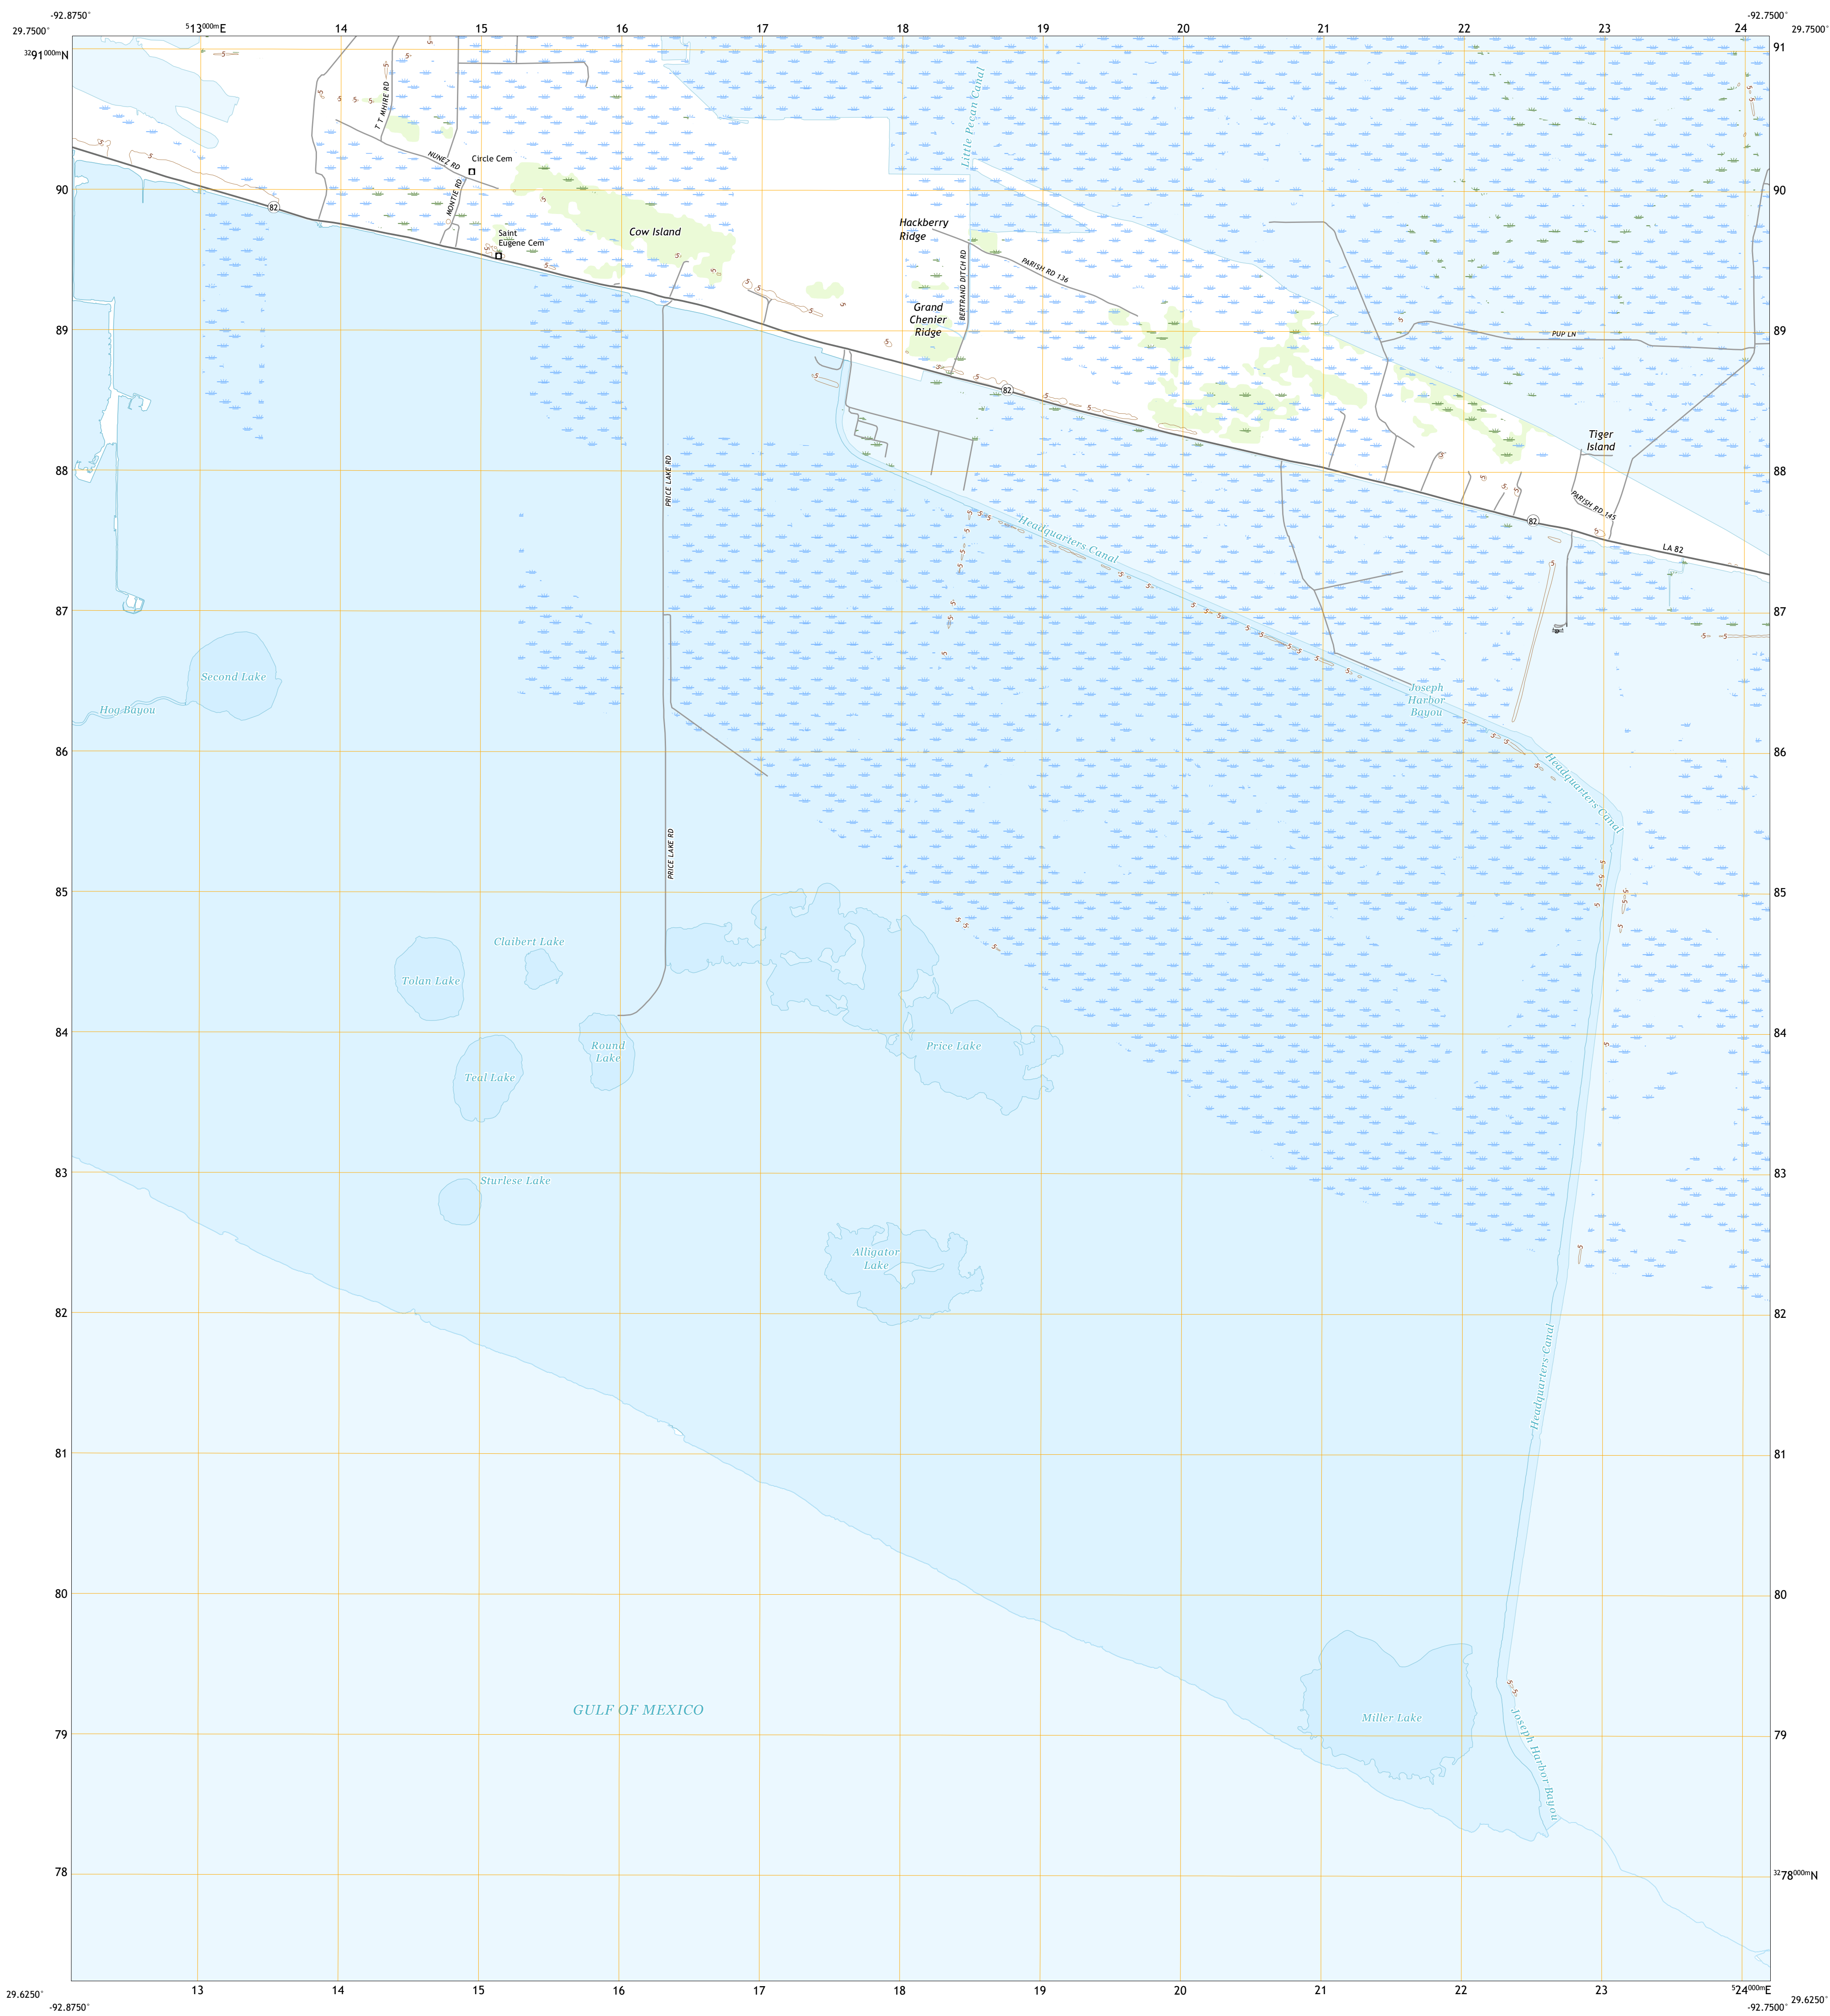 -92.8750°
-92.7500°
29.7500°
⁵13⁰⁰⁰ᵐE
14
15
16
17
18
19
20
21
22
23
24
29.7500°
³²91⁰⁰⁰ᵐN
91
T T MHIRE RD
Little Pecan Canal
NUNEZ RD
Circle Cem
MONTIE RD
90
82
Saint
Eugene Cem
Cow Island
Hackberry
Ridge
PARISH RD 136
BERTRAND DITCH RD
Grand
Chenier
Ridge
89
PUP LN
89
82
Tiger
Island
88
PRICE LAKE RD
88
PARISH RD 145
82
LA 82
Headquarters Canal
87
87
Second Lake
Hog Bayou
Joseph
Harbor
Bayou
86
86
Headquarters Canal
PRICE LAKE RD
85
85
Claibert Lake
Tolan Lake
84
84
Round
Lake
Price Lake
Teal Lake
83
83
Sturlese Lake
Alligator
Lake
82
82
Headquarters Canal
81
81
80
80
GULF OF MEXICO
Miller Lake
79
79
Joseph Harbor Bayou
78
³²78⁰⁰⁰ᵐN
90
29.6250°
13
14
15
16
17
18
19
20
21
22
23
⁵24⁰⁰⁰ᵐE
29.6250°
-92.8750°
-92.7500°